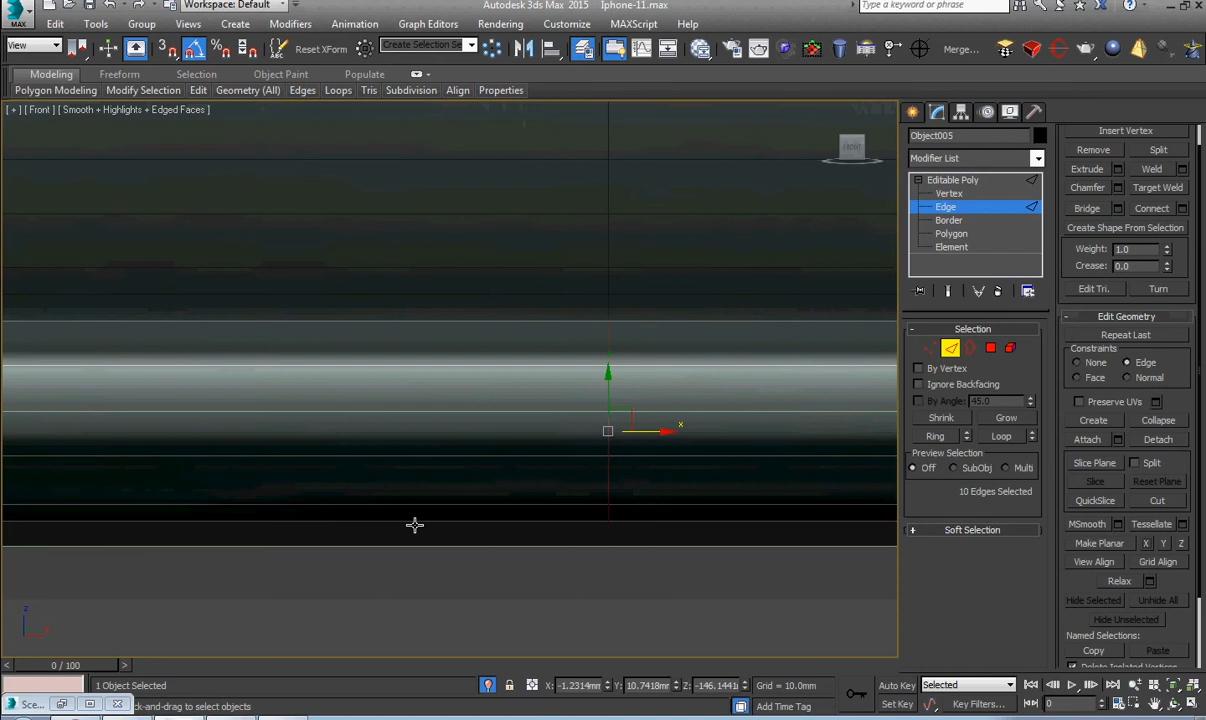 Workspace: Default
Autodesk 3ds Max 2015 Iphone-11.max
Type a keyword or phrase
MAX
Edit Tools Group Views Create Modifiers Animation Graph Editors Rendering Customize MAXScript Help
View
3
Reset XForm
Create Selection Se
Merge...
Modeling Freeform Selection Object Paint Populate
Polygon Modeling Modify Selection Edit Geometry (All) Edges Loops Tris Subdivision Align Properties
[ + ] [ Front ] [ Smooth + Highlights + Edged Faces ]
FRONT
x
z
Object005
Modifier List
Editable Poly
Vertex
Edge
Border
Polygon
Element
Selection
By Vertex
Ignore Backfacing
By Angle: 45.0
Shrink Grow
Ring Loop
Preview Selection
Off SubObj Multi
10 Edges Selected
Soft Selection
Insert Vertex
Remove Split
Extrude Weld
Chamfer Target Weld
Bridge Connect
Create Shape From Selection
Weight: 1.0
Crease: 0.0
Edit Tri. Turn
Edit Geometry
Repeat Last
Constraints
None Edge
Face Normal
Preserve UVs
Create Collapse
Attach Detach
Slice Plane Split
Slice Reset Plane
QuickSlice Cut
MSmooth Tessellate
Make Planar X Y Z
View Align Grid Align
Relax
Hide Selected Unhide All
Hide Unselected
Named Selections:
Copy Paste
Delete Isolated Vertices
0 / 100
1 Object Selected
X: -1.2314mm Y: 10.7418mm Z: -146.1441
Grid = 10.0mm
Auto Key Selected
Sce...
ck-and-drag to select objects
Add Time Tag
Set Key Key Filters...
0